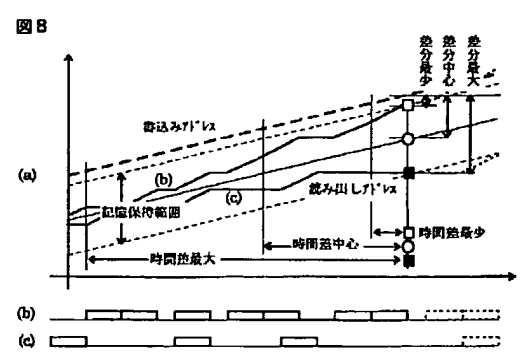 図8
差分最少
差分中心
差分最大
書込みアドレス
(a)
(b)
記憶保持範囲
(c)
読み出しアドレス
時間差最少
時間差中心
時間差最大
(b)
(c)